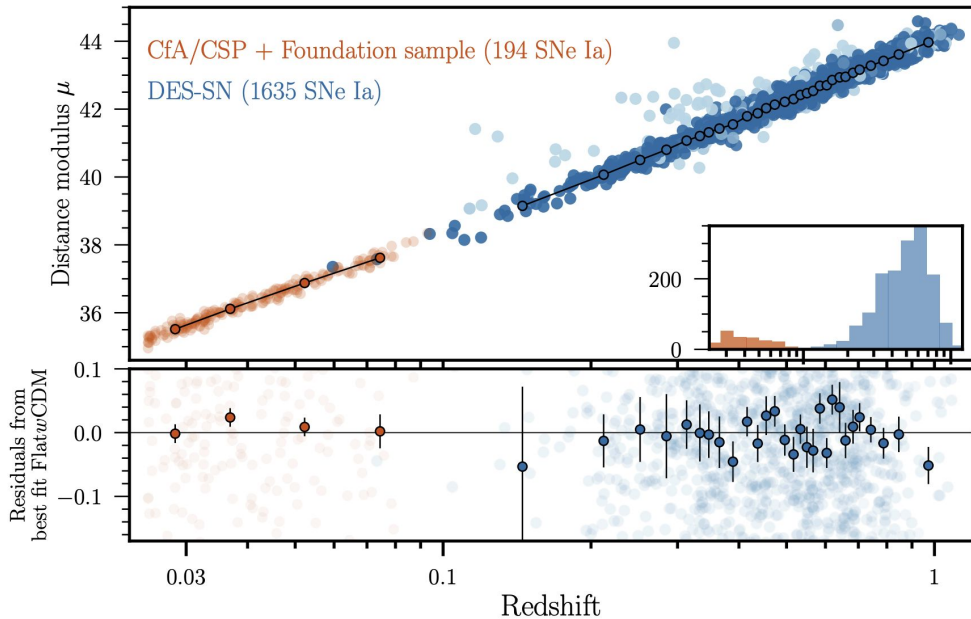 44
42
40
38
36
Distance modulus μ
CfA/CSP + Foundation sample (194 SNe Ia)
DES-SN (1635 SNe Ia)
200
0
0.1
0.0
−0.1
Residuals from
best fit FlatwCDM
0.03
0.1
1
Redshift